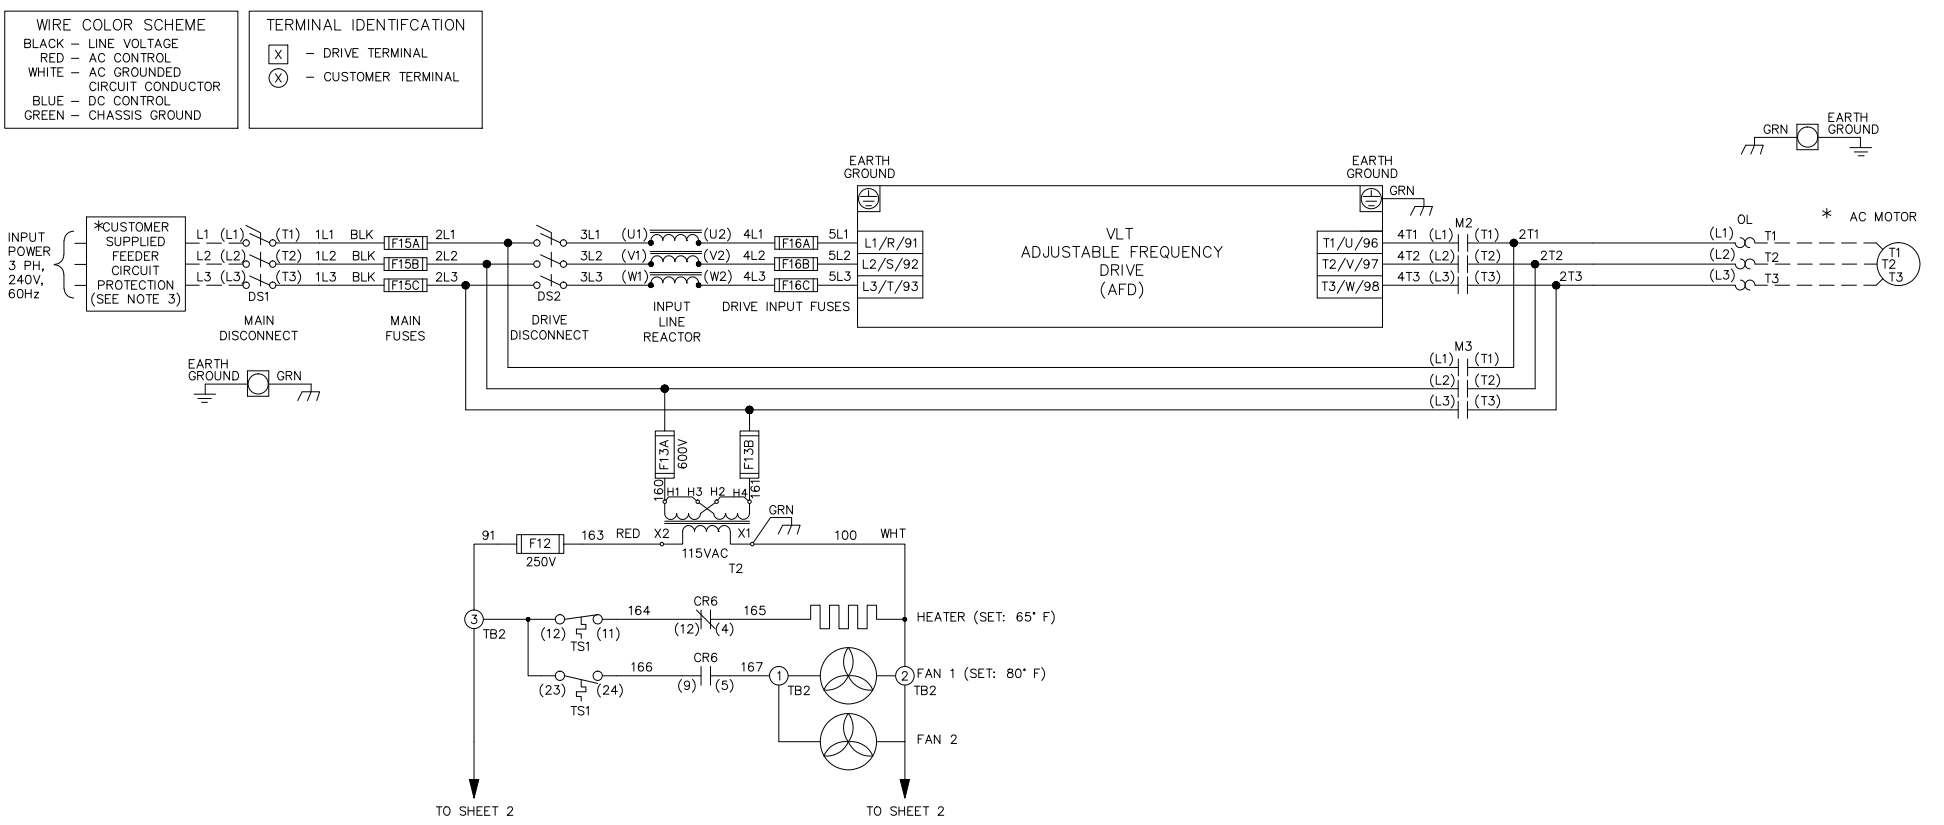 WIRE COLOR SCHEME
BLACK – LINE VOLTAGE
RED – AC CONTROL
WHITE – AC GROUNDED
CIRCUIT CONDUCTOR
BLUE – DC CONTROL
GREEN – CHASSIS GROUND
TERMINAL IDENTIFCATION
X – DRIVE TERMINAL
X – CUSTOMER TERMINAL
GRN
EARTH
GROUND
INPUT
POWER
3 PH,
240V,
60Hz
*CUSTOMER
SUPPLIED
FEEDER
CIRCUIT
PROTECTION
(SEE NOTE 3)
L1 (L1) (T1) 1L1 BLK F15A 2L1 3L1 (U1) (U2) 4L1 F16A 5L1
L2 (L2) (T2) 1L2 BLK F15B 2L2 3L2 (V1) (V2) 4L2 F16B 5L2
L3 (L3) (T3) 1L3 BLK F15C 2L3 3L3 (W1) (W2) 4L3 F16C 5L3
DS1
MAIN
DISCONNECT
MAIN
FUSES
DS2
DRIVE
DISCONNECT
INPUT
LINE
REACTOR
DRIVE INPUT FUSES
EARTH
GROUND
EARTH
GROUND
GRN
L1/R/91
L2/S/92
L3/T/93
VLT
ADJUSTABLE FREQUENCY
DRIVE
(AFD)
T1/U/96
T2/V/97
T3/W/98
M2
4T1 (L1) (T1) 2T1
4T2 (L2) (T2) 2T2
4T3 (L3) (T3) 2T3
OL
(L1) T1
(L2) T2
(L3) T3
* AC MOTOR
T1
T2
T3
M3
(L1) (T1)
(L2) (T2)
(L3) (T3)
EARTH
GROUND
GRN
F13A
600V
F13B
160
161
H1 H3 H2 H4
GRN
91 F12 163 RED X2 X1 100 WHT
250V
115VAC
T2
3
TB2
164 CR6 165
(12) (11) (12) (4)
TS1
HEATER (SET: 65° F)
166 CR6 167
(23) (24) (9) (5)
TS1
1
TB2
2
TB2
FAN 1 (SET: 80° F)
FAN 2
TO SHEET 2
TO SHEET 2